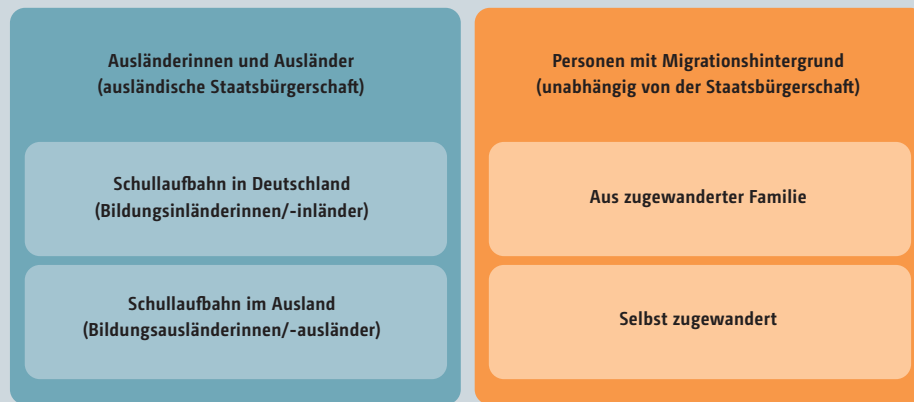 Ausländerinnen und Ausländer
(ausländische Staatsbürgerschaft)
Schullaufbahn in Deutschland
(Bildungsinländerinnen/-inländer)
Schullaufbahn im Ausland
(Bildungsausländerinnen/-ausländer)
Personen mit Migrationshintergrund
(unabhängig von der Staatsbürgerschaft)
Aus zugewanderter Familie
Selbst zugewandert